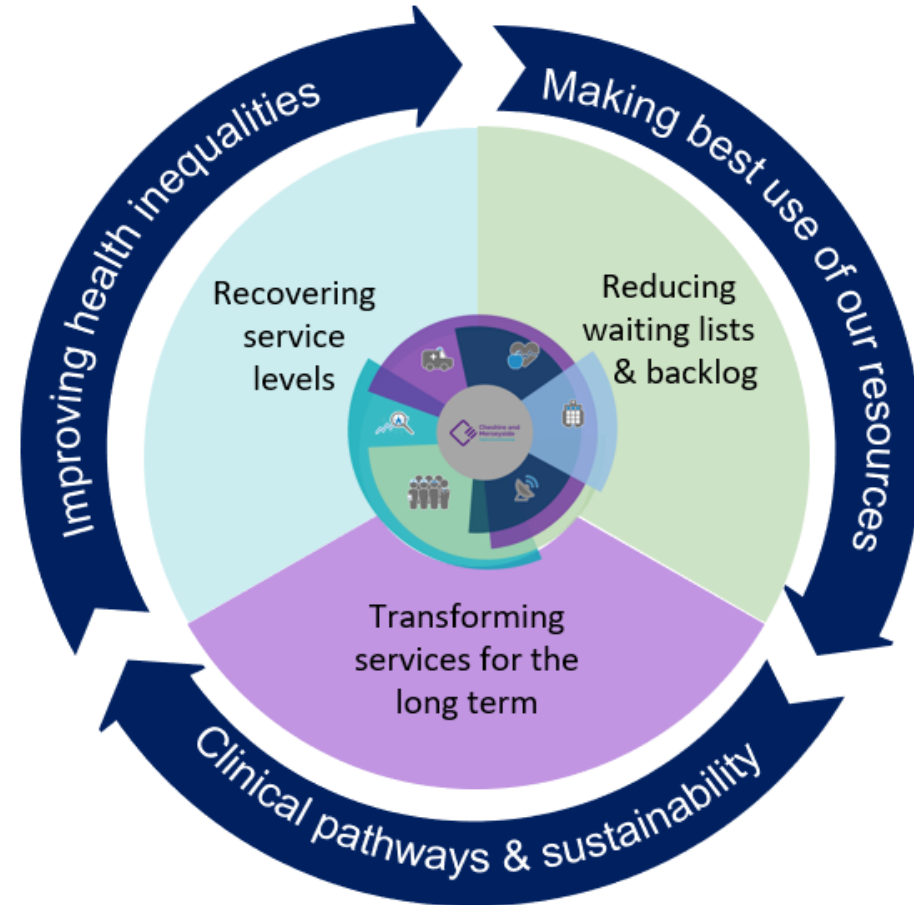 Improving health inequalities
Making best use of our resources
Recovering
service
levels
Reducing
waiting lists
& backlog
Cheshire and
Merseyside
Transforming
services for the
long term
Clinical pathways & sustainability